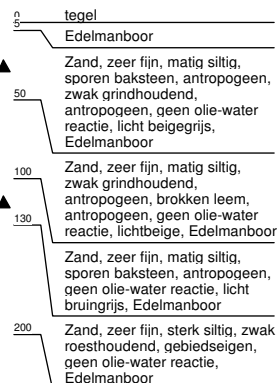 0 tegel
5
Edelmanboor
Zand, zeer fijn, matig siltig,
sporen baksteen, antropogeen,
zwak grindhoudend,
50
antropogeen, geen olie-water
reactie, licht beigegrijs,
Edelmanboor
Zand, zeer fijn, matig siltig,
100
zwak grindhoudend,
antropogeen, brokken leem,
antropogeen, geen olie-water
130
reactie, lichtbeige, Edelmanboor
Zand, zeer fijn, matig siltig,
sporen baksteen, antropogeen,
geen olie-water reactie, licht
bruingrijs, Edelmanboor
200
Zand, zeer fijn, sterk siltig, zwak
roesthoudend, gebiedseigen,
geen olie-water reactie,
Edelmanboor